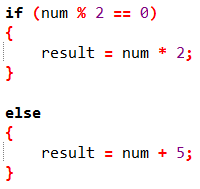 if (num % 2 == 0)
{
    result = num * 2;
}

else
{
    result = num + 5;
}